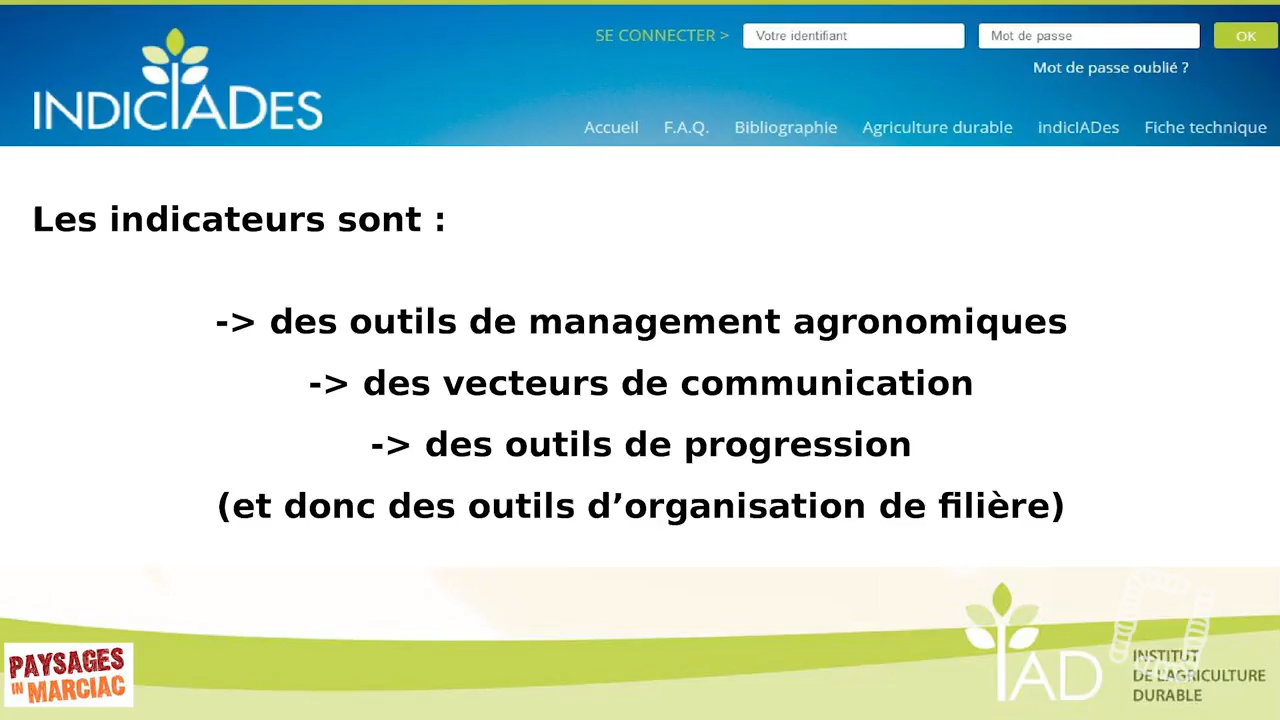 SE CONNECTER >
Votre identifiant
Mot de passe
OK
Mot de passe oublié ?
INDICIADES
Accueil
F.A.Q.
Bibliographie
Agriculture durable
indicIADes
Fiche technique
Les indicateurs sont :
-> des outils de management agronomiques
-> des vecteurs de communication
-> des outils de progression
(et donc des outils d’organisation de filière)
PAYSAGES
IN MARCIAC
IAD
INSTITUT
DE L'AGRICULTURE
DURABLE